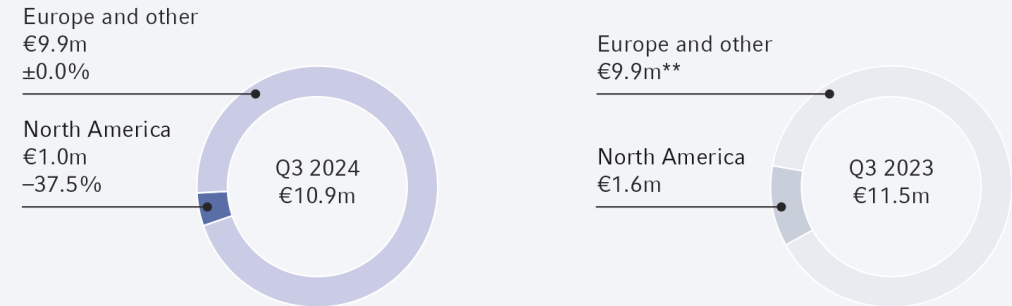 Europe and other
€9.9m
±0.0%
North America
€1.0m
−37.5%
Q3 2024
€10.9m
Europe and other
€9.9m**
North America
€1.6m
Q3 2023
€11.5m